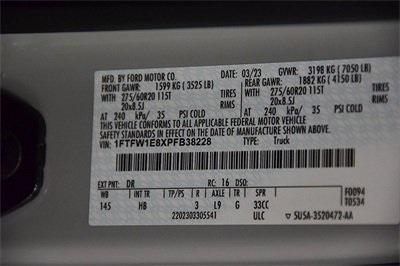 MFD. BY FORD MOTOR CO.
DATE: 03/23 GVWR: 3198 KG ( 7050 LB)
FRONT GAWR: 1599 KG ( 3525 LB) REAR GAWR: 1882 KG ( 4150 LB)
WITH 275/60R20 115T TIRES WITH 275/60R20 115T TIRES
20x8.5J RIMS 20x8.5J RIMS
AT 240 kPa/ 35 PSI COLD AT 240 kPa/ 35 PSI COLD
THIS VEHICLE CONFORMS TO ALL APPLICABLE FEDERAL MOTOR VEHICLE
SAFETY STANDARDS IN EFFECT ON THE DATE OF MANUFACTURE SHOWN ABOVE.
VIN: 1FTFW1E8XPFB38228 TYPE: Truck
EXT PNT: DR RC: 16 DSO: F0094
WB INT TR TP/PS R AXLE TR SPR T0534
145 HB 3 L9 G 33CC
2202303305541 ULC 5U5A-3520472-AA